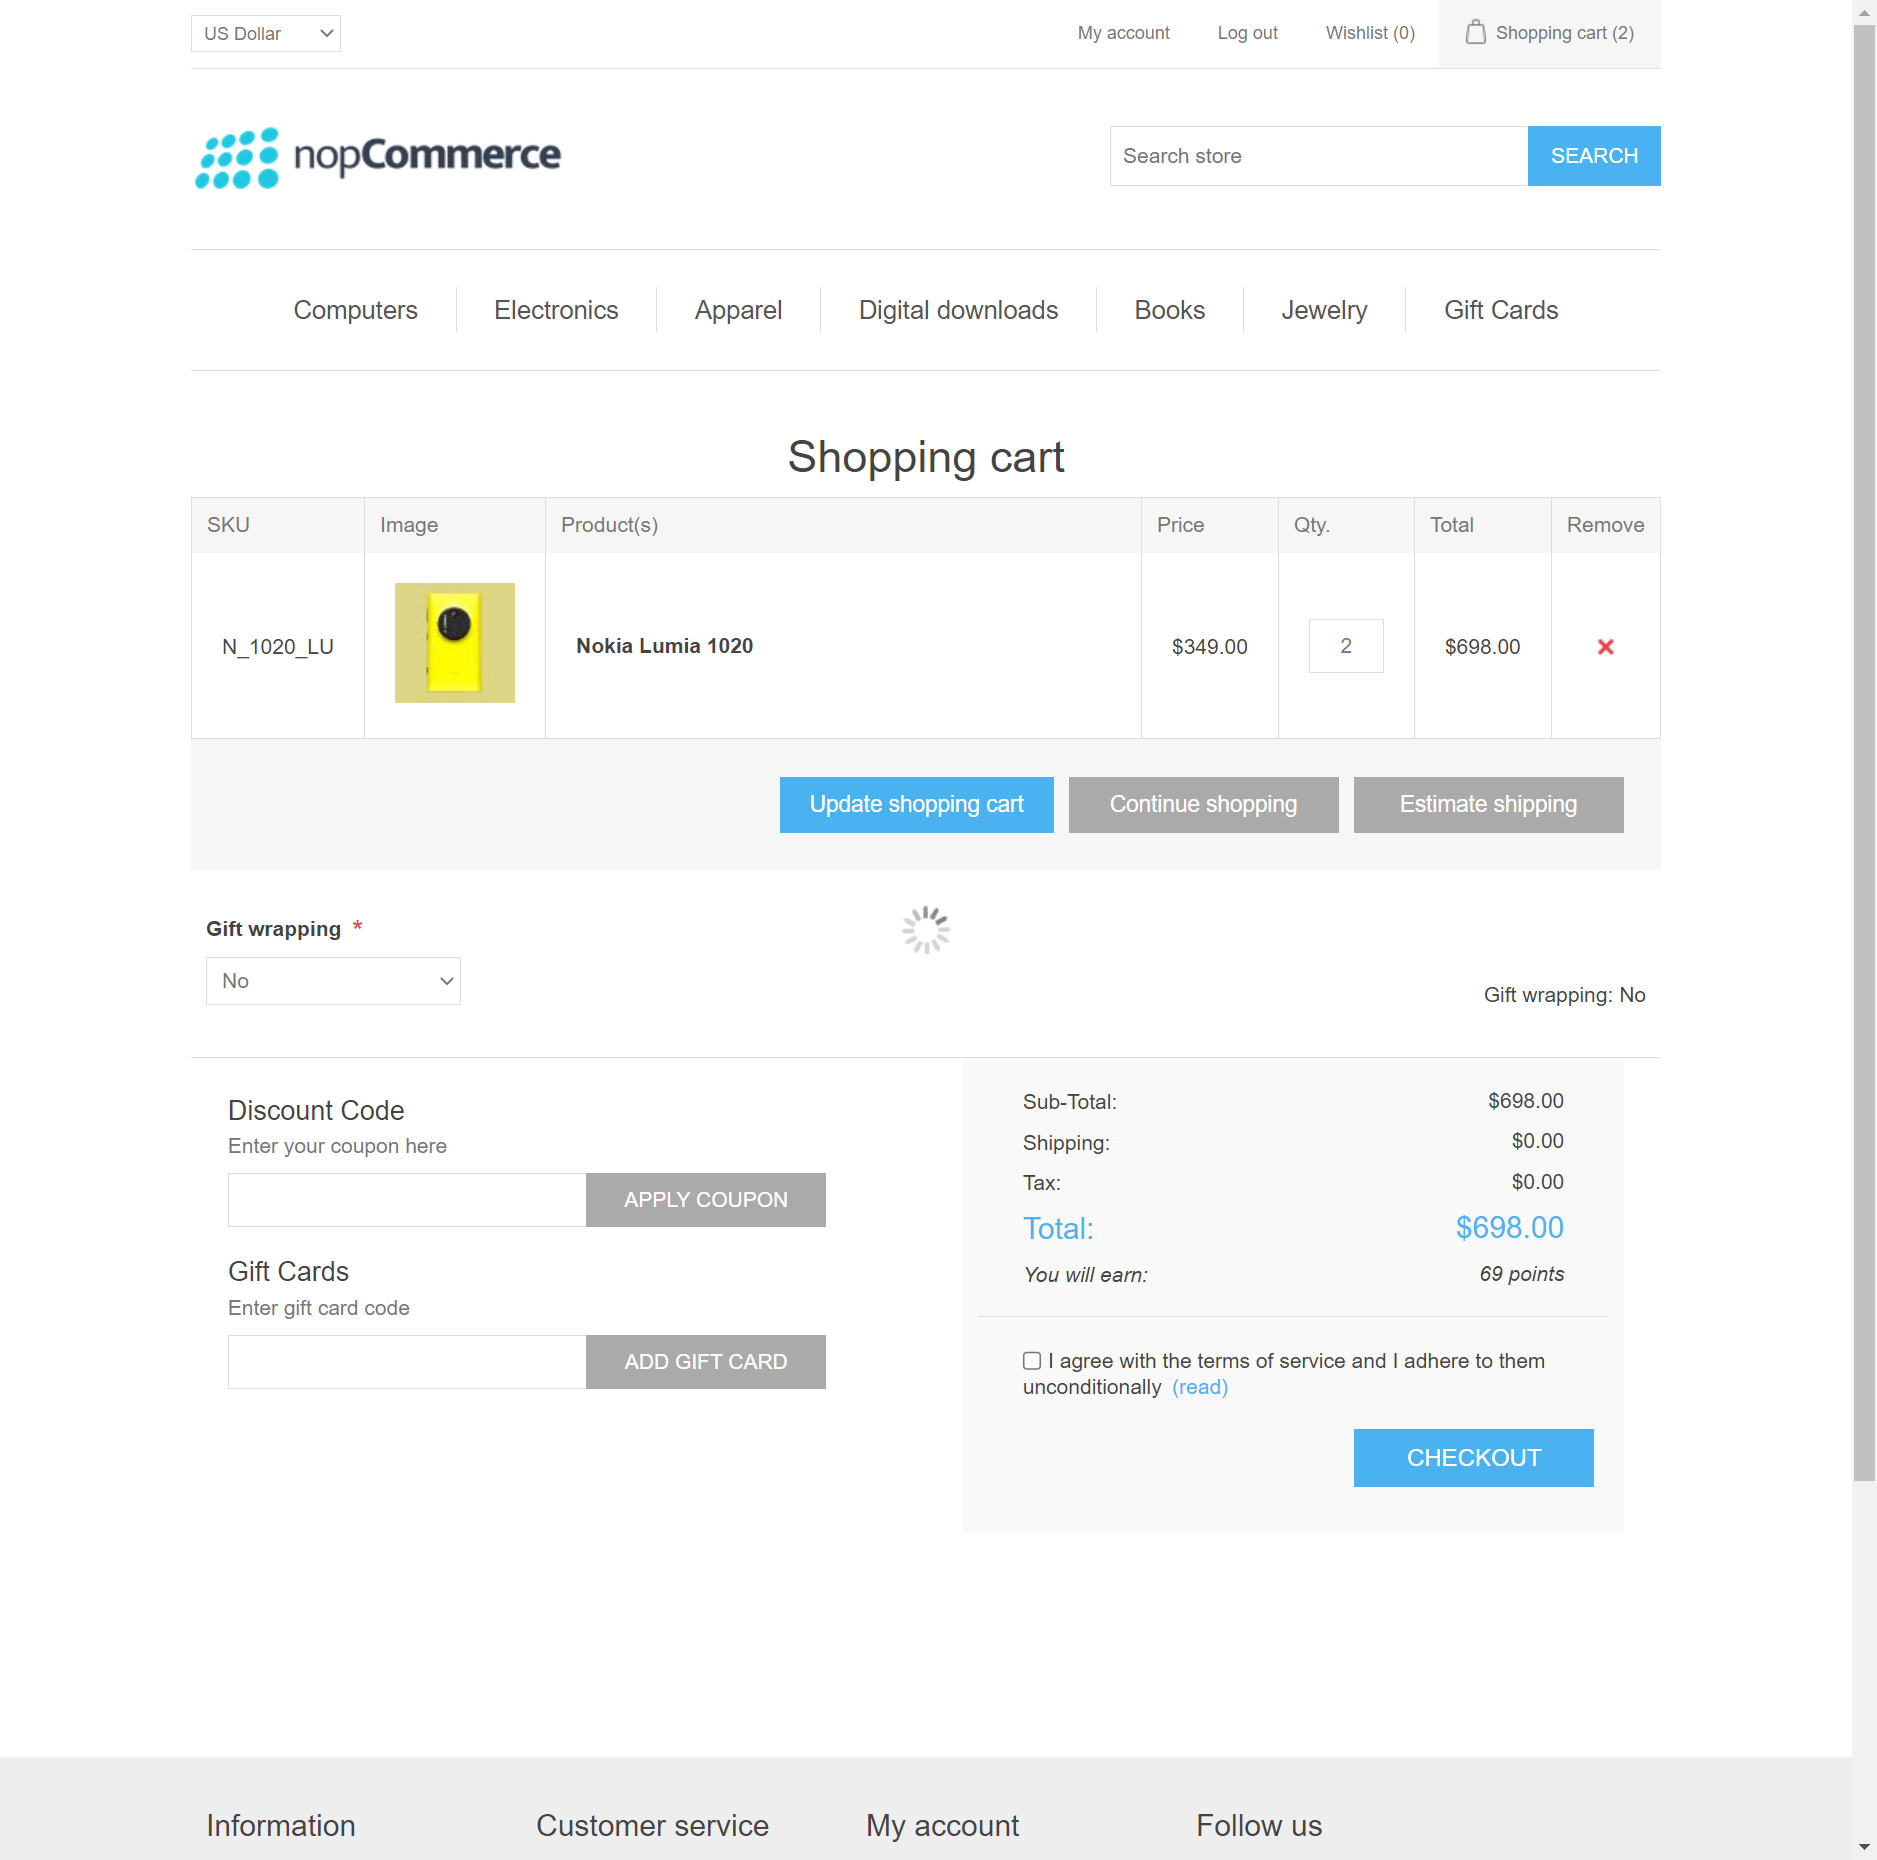 US Dollar
My account
Log out
Wishlist (0)
Shopping cart (2)
nopCommerce
Search store
SEARCH
Computers
Electronics
Apparel
Digital downloads
Books
Jewelry
Gift Cards
Shopping cart
SKU
Image
Product(s)
Price
Qty.
Total
Remove
N_1020_LU
Nokia Lumia 1020
$349.00
2
$698.00
Update shopping cart
Continue shopping
Estimate shipping
Gift wrapping *
No
Gift wrapping: No
Discount Code
Enter your coupon here
APPLY COUPON
Gift Cards
Enter gift card code
ADD GIFT CARD
Sub-Total:
$698.00
Shipping:
$0.00
Tax:
$0.00
Total:
$698.00
You will earn:
69 points
I agree with the terms of service and I adhere to them
unconditionally (read)
CHECKOUT
Information
Customer service
My account
Follow us